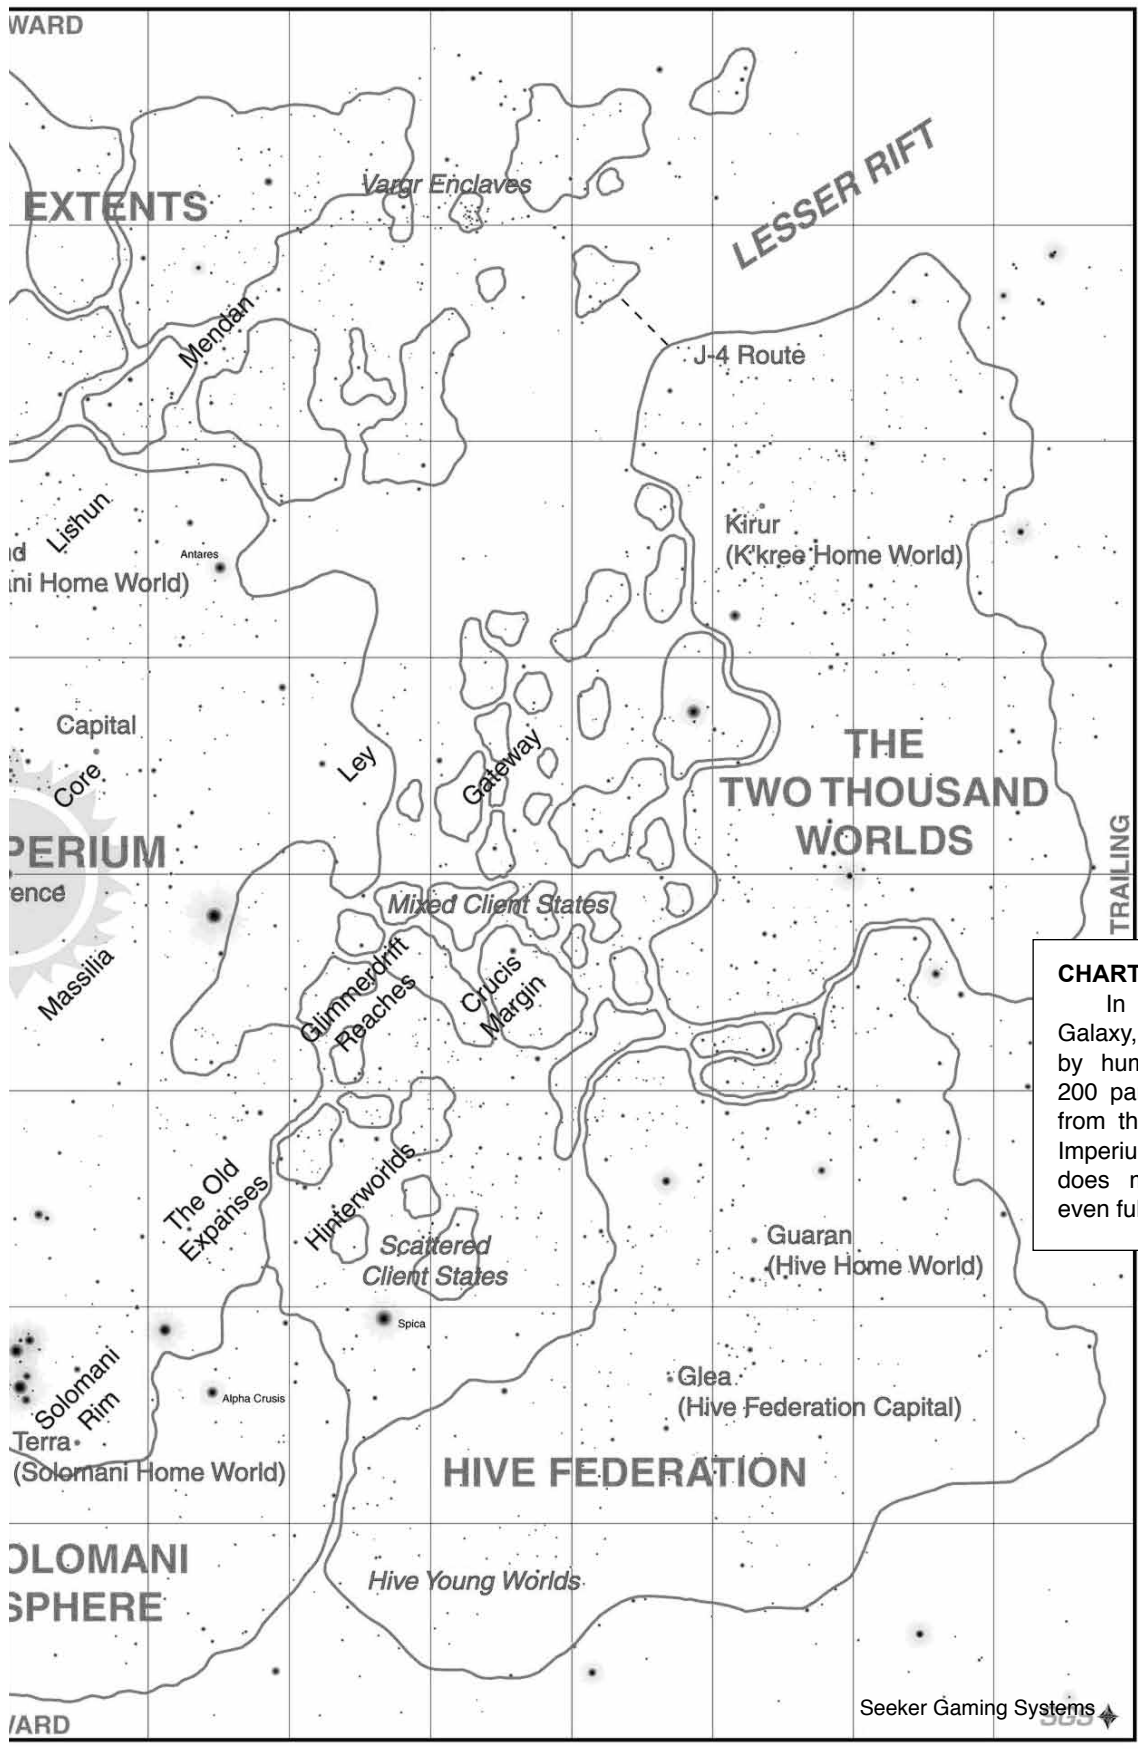 WARD
EXTENTS
Vargr Enclaves
LESSER RIFT
Mendan
J-4 Route
Lishun
Antares
nd
ani Home World)
Kirur
(K'kree Home World)
Capital
Core
Ley
Gateway
THE
TWO THOUSAND
WORLDS
PERIUM
ence
TRAILING
Mixed Client States
Massilia
Glimmerdrift
Reaches
Crucis
Margin
CHART
In
Galaxy,
by hum
200 pa
from th
Imperiu
does n
even ful
The Old
Expanses
Hinterworlds
Scattered
Client States
Guaran
(Hive Home World)
Spica
Solomani
Rim
Alpha Crusis
Glea
(Hive Federation Capital)
Terra
(Solomani Home World)
HIVE FEDERATION
OLOMANI
SPHERE
Hive Young Worlds
Seeker Gaming Systems
SGS
WARD